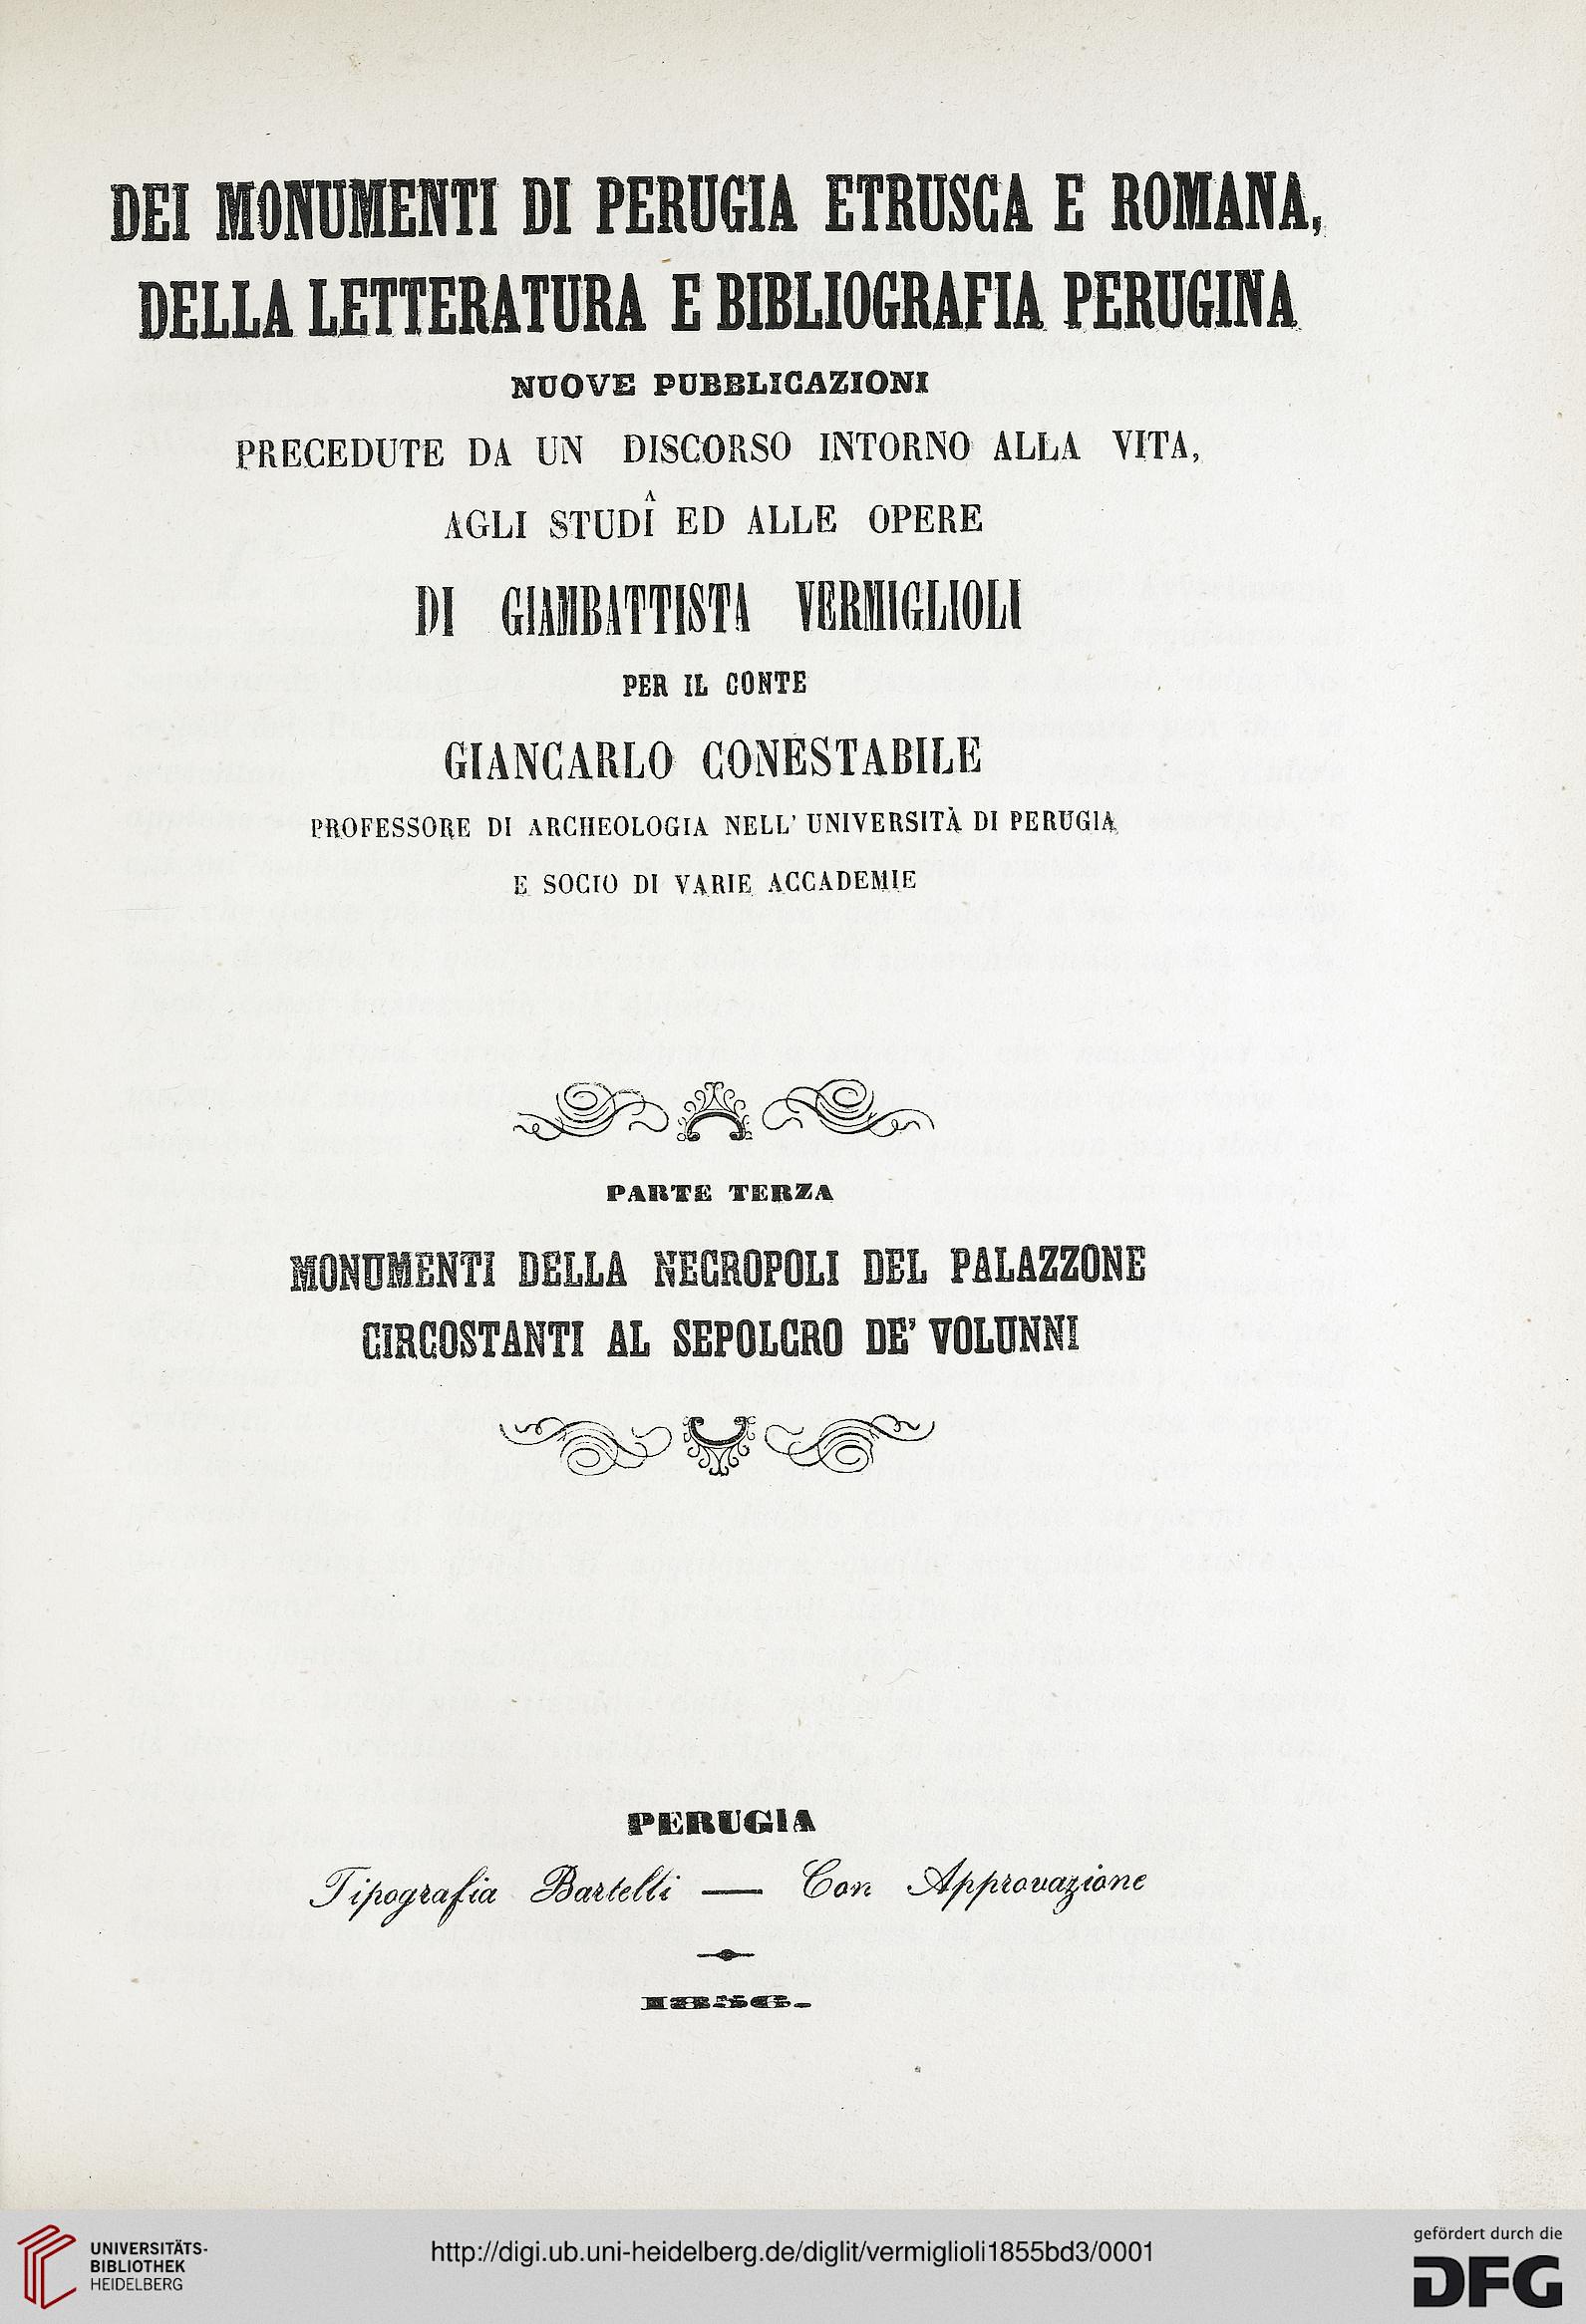 DEI MONUMENTI DI PERUGIA ETRUSCA E ROMANA,
DELLA LETTERATURA E BIBLIOGRAFIA PERUGINA
NUOVE PUBBLICAZIONI
PRECEDUTE DA UN DISCORSO INTORNO ALLA VITA,
AGLI STUDÎ ED ALLE OPERE
DI GIAMBATTISTA VERMIGLIOLI
PER IL CONTE
GIANCARLO CONESTABILE
PROFESSORE DI ARCHEOLOGIA NELL' UNIVERSITÀ DI PERUGIA
E SOCIO DI VARIE ACCADEMIE
PARTE TERZA
MONUMENTI DELLA NECROPOLI DEL PALAZZONE
CIRCOSTANTI AL SEPOLCRO DE' VOLUNNI
PERUGIA
Tipografia Bartelli — Con Approvazione
1856.
UNIVERSITÄTS-
BIBLIOTHEK
HEIDELBERG
http://digi.ub.uni-heidelberg.de/diglit/vermiglioli1855bd3/0001
gefördert durch die
DFG